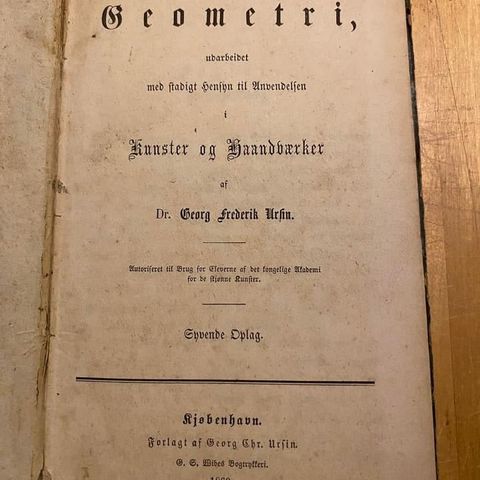 Geometri,
udarbeidet
med stadigt Hensyn til Anvendelsen
i
Kunster og Haandværker
af
Dr. Georg Frederik Ursin.
Autoriseret til Brug for Eleverne af det kongelige Akademi
for de skjønne Kunster.
Syvende Oplag.
Kjøbenhavn.
Forlagt af Georg Chr. Ursin.
G. S. Wibes Bogtrykkeri.